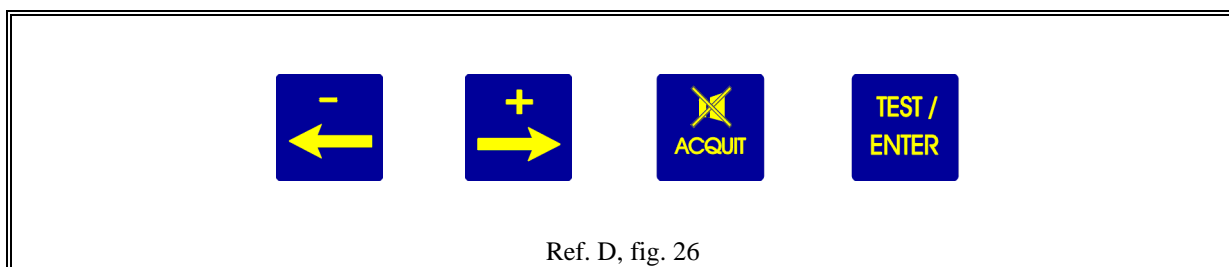 -
+
ACQUIT
TEST /
ENTER
Ref. D, fig. 26